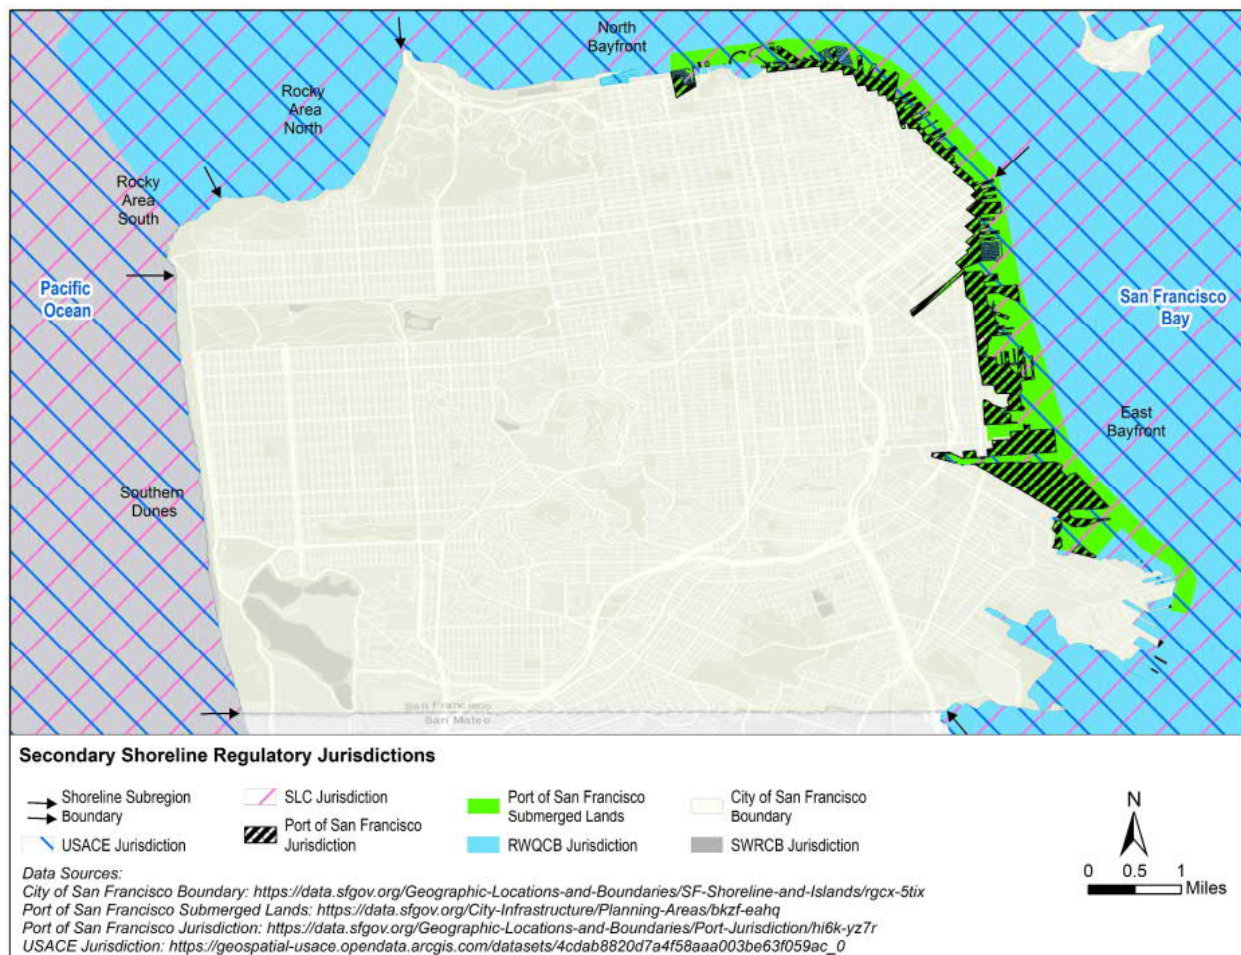 North
Bayfront
Rocky
Area
North
Rocky
Area
South
Pacific
Ocean
San Francisco
Bay
East
Bayfront
Southern
Dunes
San Francisco
San Mateo
Secondary Shoreline Regulatory Jurisdictions
Shoreline Subregion
Boundary
USACE Jurisdiction
SLC Jurisdiction
Port of San Francisco
Jurisdiction
Port of San Francisco
Submerged Lands
RWQCB Jurisdiction
City of San Francisco
Boundary
SWRCB Jurisdiction
N
0 0.5 1
Miles
Data Sources:
City of San Francisco Boundary: https://data.sfgov.org/Geographic-Locations-and-Boundaries/SF-Shoreline-and-Islands/rgcx-5tix
Port of San Francisco Submerged Lands: https://data.sfgov.org/City-Infrastructure/Planning-Areas/bkzf-eahq
Port of San Francisco Jurisdiction: https://data.sfgov.org/Geographic-Locations-and-Boundaries/Port-Jurisdiction/hi6k-yz7r
USACE Jurisdiction: https://geospatial-usace.opendata.arcgis.com/datasets/4cdab8820d7a4f58aaa003be63f059ac_0